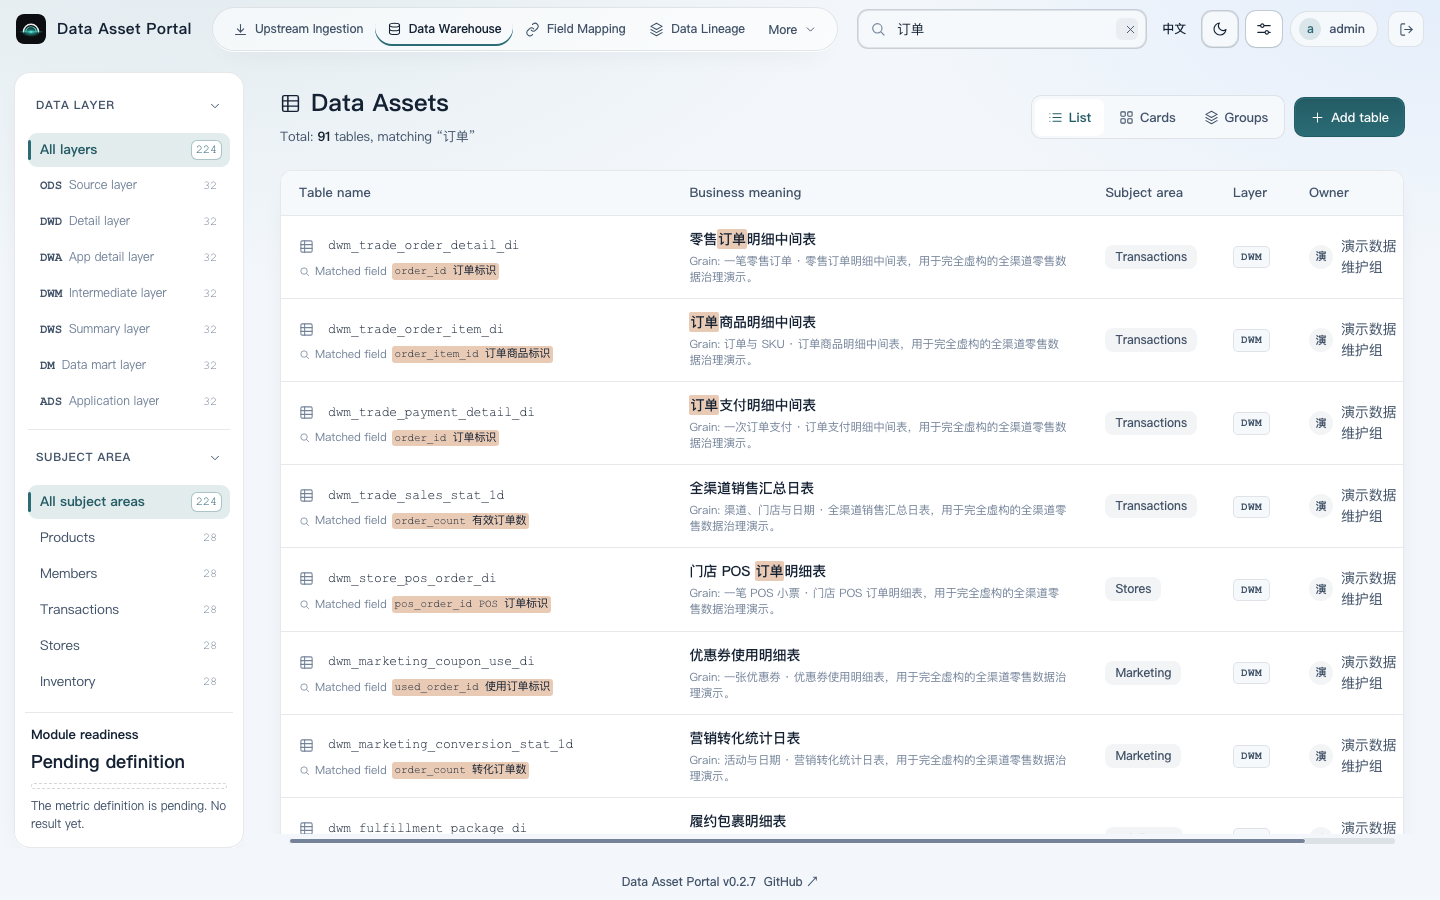 Data Asset Portal
Upstream Ingestion
Data Warehouse
Field Mapping
Data Lineage
More
订单
中文
a admin
DATA LAYER
All layers 224
ODS Source layer 32
DWD Detail layer 32
DWA App detail layer 32
DWM Intermediate layer 32
DWS Summary layer 32
DM Data mart layer 32
ADS Application layer 32
SUBJECT AREA
All subject areas 224
Products 28
Members 28
Transactions 28
Stores 28
Inventory 28
Module readiness
Pending definition
The metric definition is pending. No
result yet.
Data Assets
Total: 91 tables, matching “订单”
List
Cards
Groups
Add table
Table name Business meaning Subject area Layer Owner
dwm_trade_order_detail_di
Matched field order_id 订单标识
零售订单明细中间表
Grain: 一笔零售订单 · 零售订单明细中间表，用于完全虚构的全渠道零售数
据治理演示。
Transactions
DWM
演
演示数据
维护组
dwm_trade_order_item_di
Matched field order_item_id 订单商品标识
订单商品明细中间表
Grain: 订单与 SKU · 订单商品明细中间表，用于完全虚构的全渠道零售数
据治理演示。
Transactions
DWM
演
演示数据
维护组
dwm_trade_payment_detail_di
Matched field order_id 订单标识
订单支付明细中间表
Grain: 一次订单支付 · 订单支付明细中间表，用于完全虚构的全渠道零售数
据治理演示。
Transactions
DWM
演
演示数据
维护组
dwm_trade_sales_stat_1d
Matched field order_count 有效订单数
全渠道销售汇总日表
Grain: 渠道、门店与日期 · 全渠道销售汇总日表，用于完全虚构的全渠道零
售数据治理演示。
Transactions
DWM
演
演示数据
维护组
dwm_store_pos_order_di
Matched field pos_order_id POS 订单标识
门店 POS 订单明细表
Grain: 一笔 POS 小票 · 门店 POS 订单明细表，用于完全虚构的全渠道零
售数据治理演示。
Stores
DWM
演
演示数据
维护组
dwm_marketing_coupon_use_di
Matched field used_order_id 使用订单标识
优惠券使用明细表
Grain: 一张优惠券 · 优惠券使用明细表，用于完全虚构的全渠道零售数据治
理演示。
Marketing
DWM
演
演示数据
维护组
dwm_marketing_conversion_stat_1d
Matched field order_count 转化订单数
营销转化统计日表
Grain: 活动与日期 · 营销转化统计日表，用于完全虚构的全渠道零售数据治
理演示。
Marketing
DWM
演
演示数据
维护组
dwm_fulfillment_package_di
履约包裹明细表
演示数据
Data Asset Portal v0.2.7 GitHub ↗